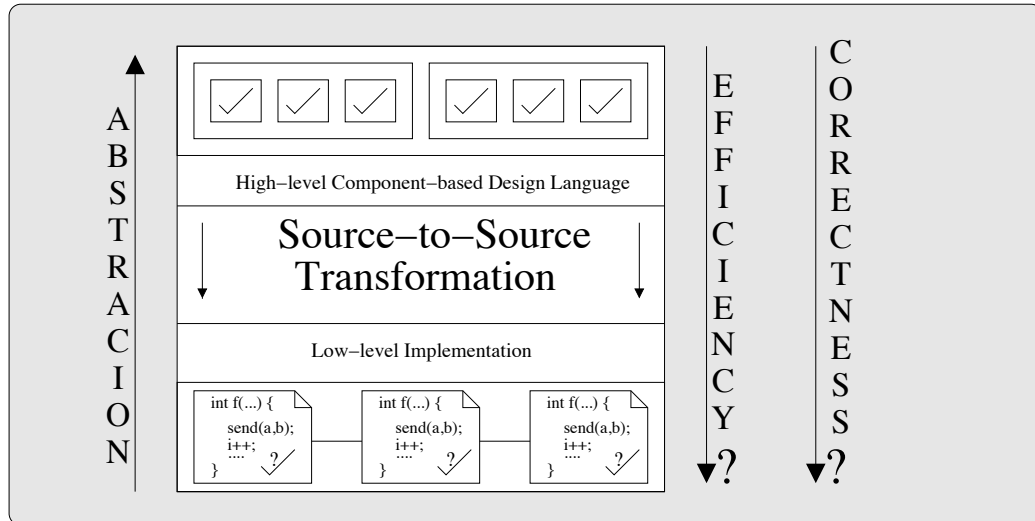 ABSTRACION
High−level Component−based Design Language
Source−to−Source
Transformation
Low−level Implementation
int f(...) {
send(a,b);
i++;
....
}
?
int f(...) {
send(a,b);
i++;
....
}
?
int f(...) {
send(a,b);
i++;
....
}
?
EFFICIENCY?
CORRECTNESS?